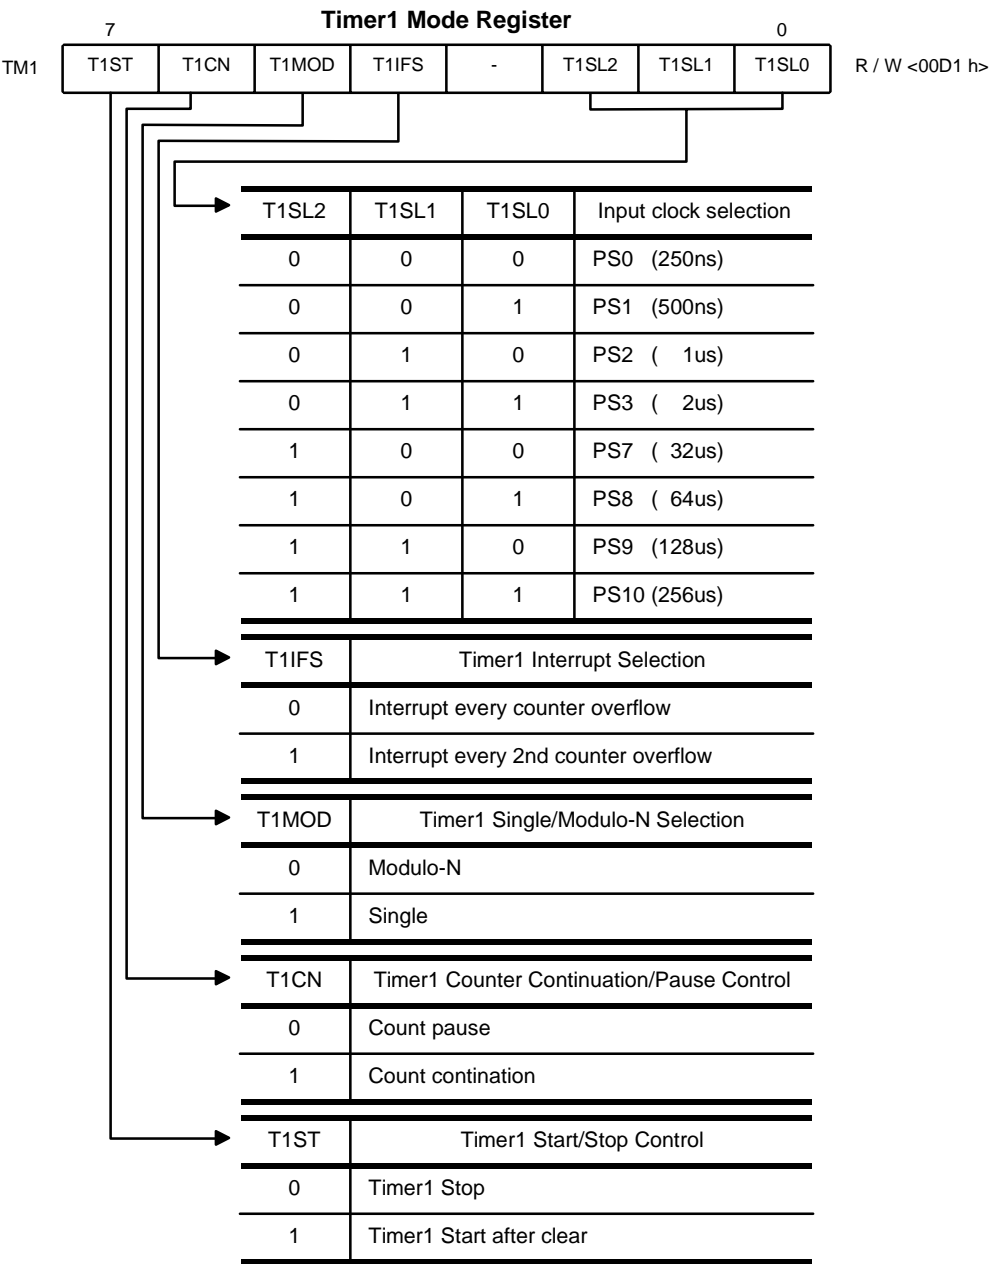 Timer1 Mode Register
7 0
TM1 T1ST T1CN T1MOD T1IFS - T1SL2 T1SL1 T1SL0 R / W <00D1 h>
T1SL2 T1SL1 T1SL0 Input clock selection
0 0 0 PS0 (250ns)
0 0 1 PS1 (500ns)
0 1 0 PS2 ( 1us)
0 1 1 PS3 ( 2us)
1 0 0 PS7 ( 32us)
1 0 1 PS8 ( 64us)
1 1 0 PS9 (128us)
1 1 1 PS10 (256us)
T1IFS Timer1 Interrupt Selection
0 Interrupt every counter overflow
1 Interrupt every 2nd counter overflow
T1MOD Timer1 Single/Modulo-N Selection
0 Modulo-N
1 Single
T1CN Timer1 Counter Continuation/Pause Control
0 Count pause
1 Count contination
T1ST Timer1 Start/Stop Control
0 Timer1 Stop
1 Timer1 Start after clear